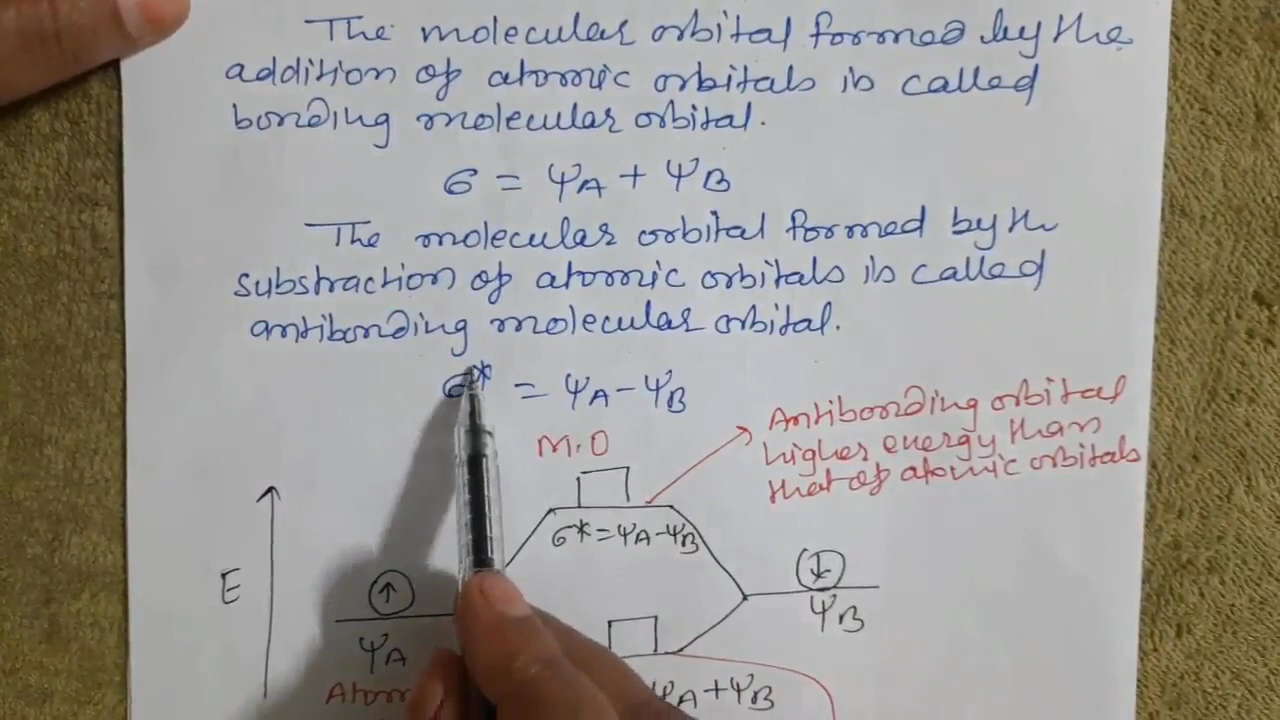 The molecular orbital formed by the
addition of atomic orbitals is called
bonding molecular orbital.
σ = ψA + ψB
The molecular orbital formed by th
substraction of atomic orbitals is called
antibonding molecular orbital.
σ* = ψA - ψB
Antibonding orbital
higher energy than
that of atomic orbitals
M.O
σ* = ψA - ψB
E
ψA
ψB
ψA + ψB
Atom